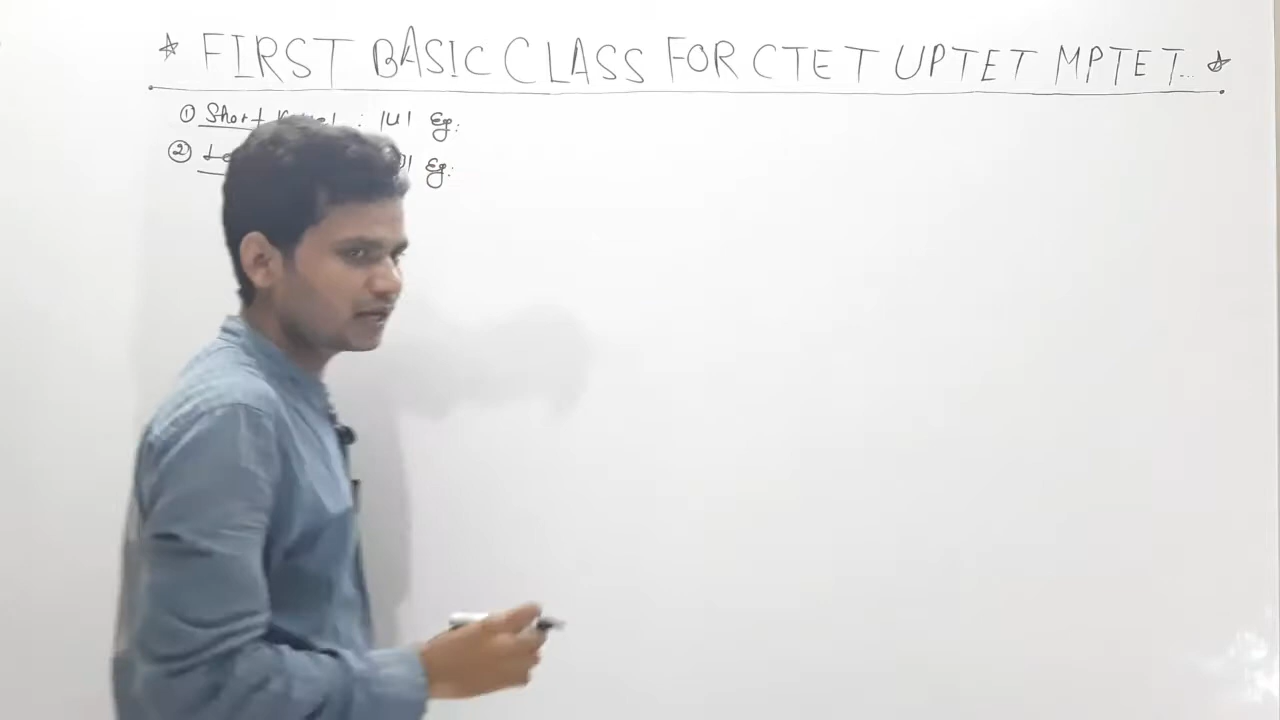 ☆ FIRST BASIC CLASS FOR CTET UPTET MPTET... ☆
① Short : |U| Eg:
② Eg: